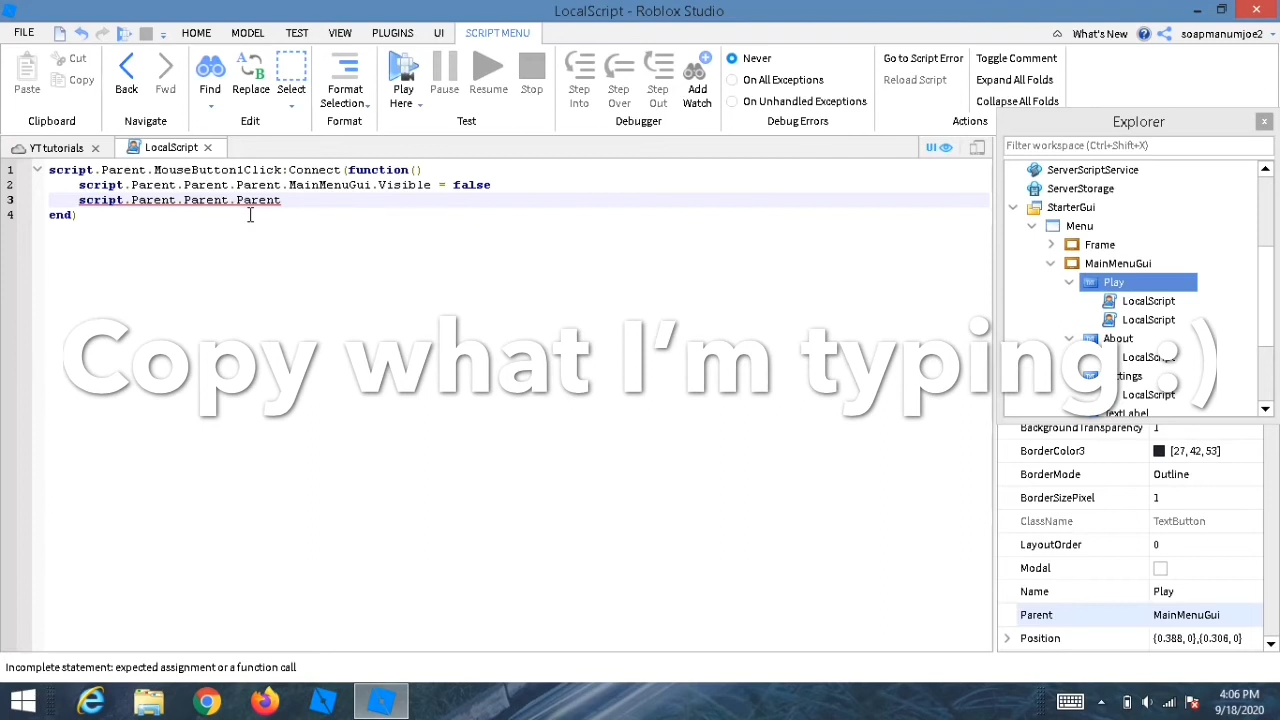 LocalScript - Roblox Studio
FILE HOME MODEL TEST VIEW PLUGINS UI SCRIPT MENU What's New soapmanumjoe2
Paste Cut Copy Back Fwd Find Replace Select Format Selection Play Here Pause Resume Stop Step Into Step Over Step Out Add Watch
Never
On All Exceptions
On Unhandled Exceptions
Go to Script Error
Reload Script
Toggle Comment
Expand All Folds
Collapse All Folds
Clipboard Navigate Edit Format Test Debugger Debug Errors Actions
YT tutorials LocalScript UI
1 script.Parent.MouseButton1Click:Connect(function()
2 script.Parent.Parent.Parent.MainMenuGui.Visible = false
3 script.Parent.Parent.Parent
4 end)
Copy what I'm typing :)
Explorer
Filter workspace (Ctrl+Shift+X)
ServerScriptService
ServerStorage
StarterGui
Menu
Frame
MainMenuGui
Play
LocalScript
LocalScript
About
LocalScript
ttings
LocalScript
TextLabel
BackgroundTransparency 1
BorderColor3 [27, 42, 53]
BorderMode Outline
BorderSizePixel 1
ClassName TextButton
LayoutOrder 0
Modal
Name Play
Parent MainMenuGui
Position {0.388, 0},{0.306, 0}
Incomplete statement: expected assignment or a function call
4:06 PM
9/18/2020